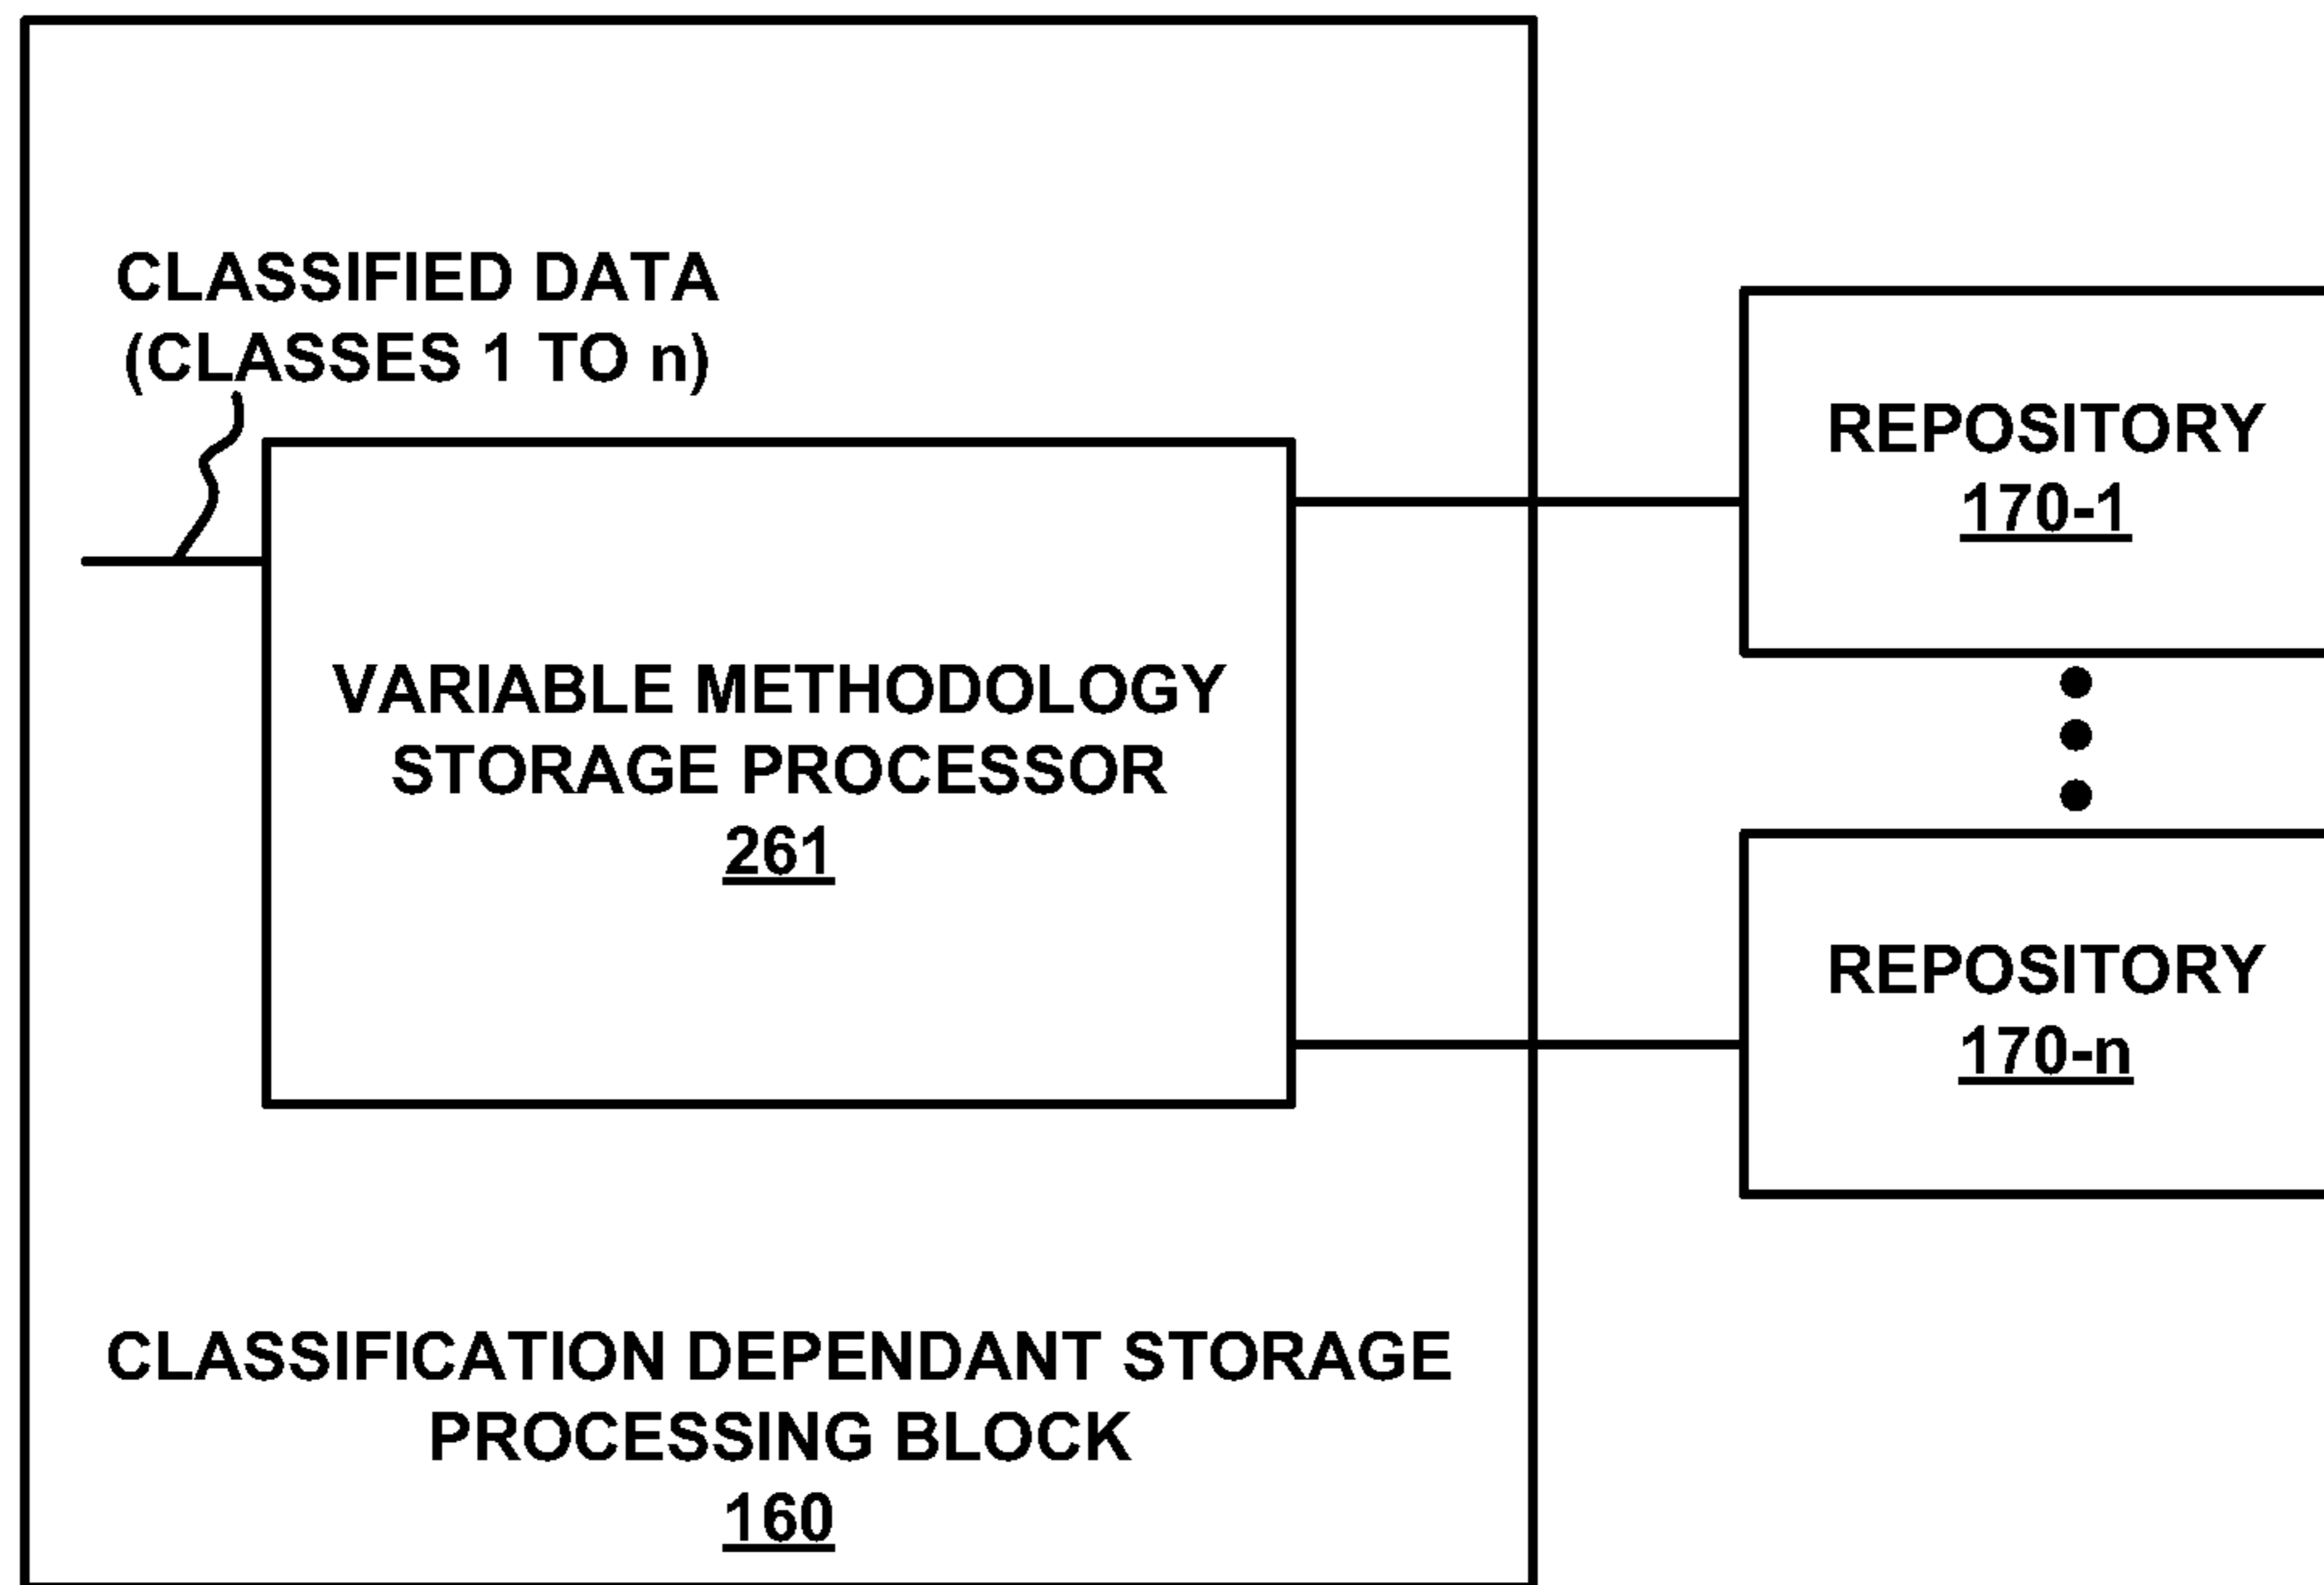 CLASSIFIED DATA
(CLASSES 1 TO n)
VARIABLE METHODOLOGY
STORAGE PROCESSOR
261
REPOSITORY
170-1
REPOSITORY
170-n
CLASSIFICATION DEPENDANT STORAGE
PROCESSING BLOCK
160